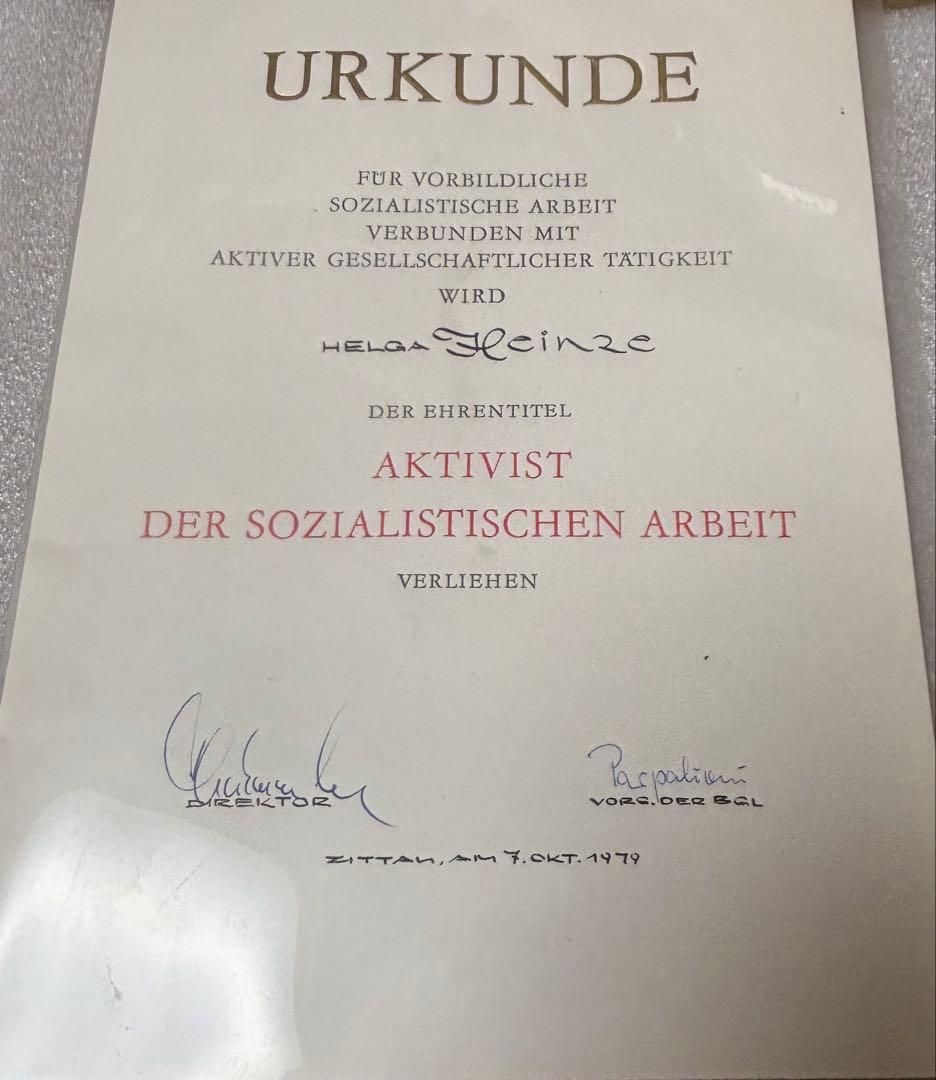 URKUNDE
FÜR VORBILDLICHE
SOZIALISTISCHE ARBEIT
VERBUNDEN MIT
AKTIVER GESELLSCHAFTLICHER TÄTIGKEIT
WIRD
HELGA Heinze
DER EHRENTITEL
AKTIVIST
DER SOZIALISTISCHEN ARBEIT
VERLIEHEN
DIREKTOR VORS. DER BGL
ZITTAU, AM 7. OKT. 1979